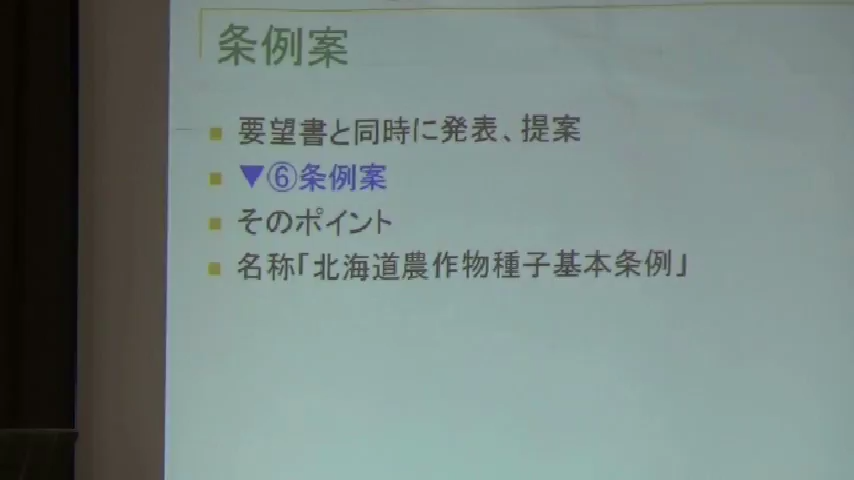 条例案
要望書と同時に発表、提案
▼⑥条例案
そのポイント
名称「北海道農作物種子基本条例」